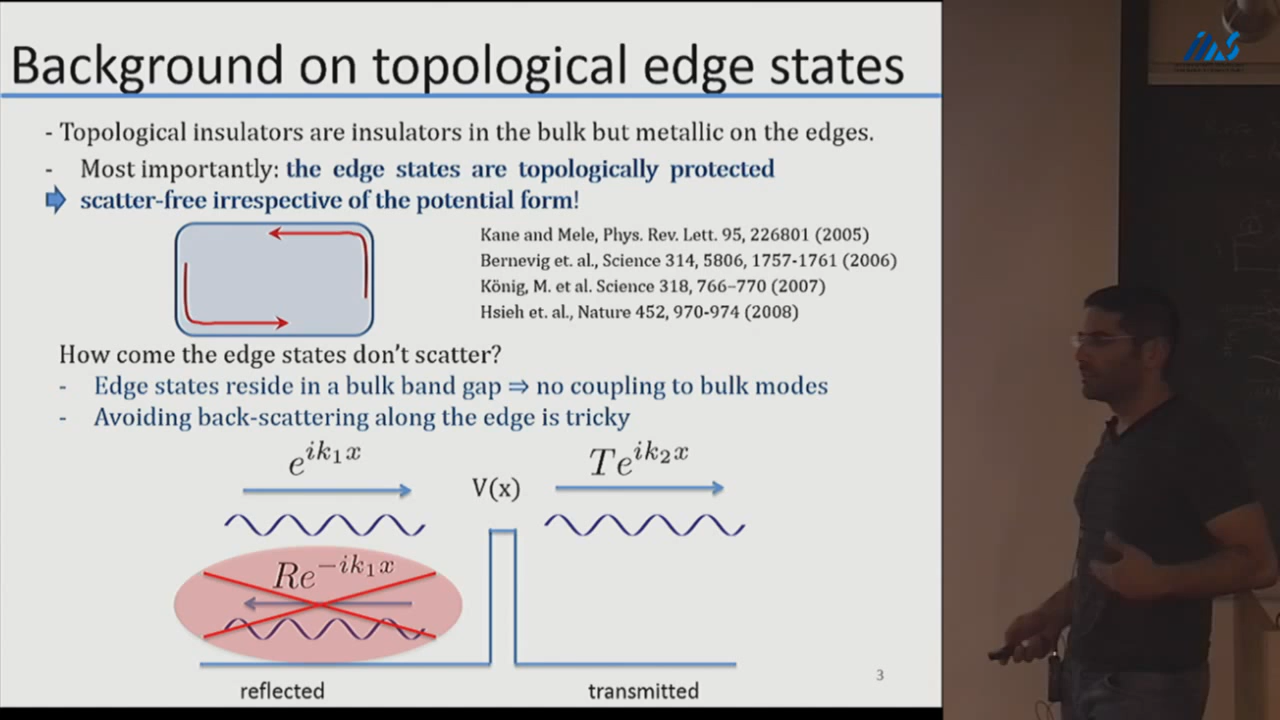 Background on topological edge states
- Topological insulators are insulators in the bulk but metallic on the edges.
- Most importantly: the edge states are topologically protected
scatter-free irrespective of the potential form!
Kane and Mele, Phys. Rev. Lett. 95, 226801 (2005)
Bernevig et. al., Science 314, 5806, 1757-1761 (2006)
König, M. et al. Science 318, 766–770 (2007)
Hsieh et. al., Nature 452, 970-974 (2008)
How come the edge states don't scatter?
- Edge states reside in a bulk band gap ⇒ no coupling to bulk modes
- Avoiding back-scattering along the edge is tricky
e^{ik_1x}
V(x)
Te^{ik_2x}
Re^{-ik_1x}
reflected
transmitted
3